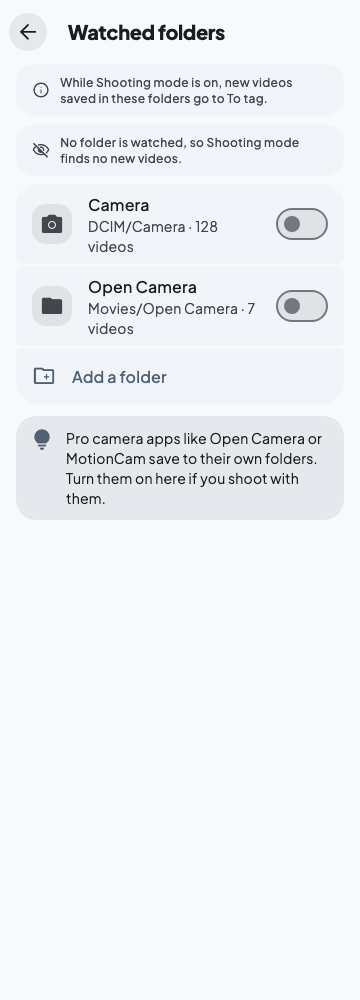 Watched folders
While Shooting mode is on, new videos
saved in these folders go to To tag.
No folder is watched, so Shooting mode
finds no new videos.
Camera
DCIM/Camera · 128
videos
Open Camera
Movies/Open Camera · 7
videos
Add a folder
Pro camera apps like Open Camera or
MotionCam save to their own folders.
Turn them on here if you shoot with
them.